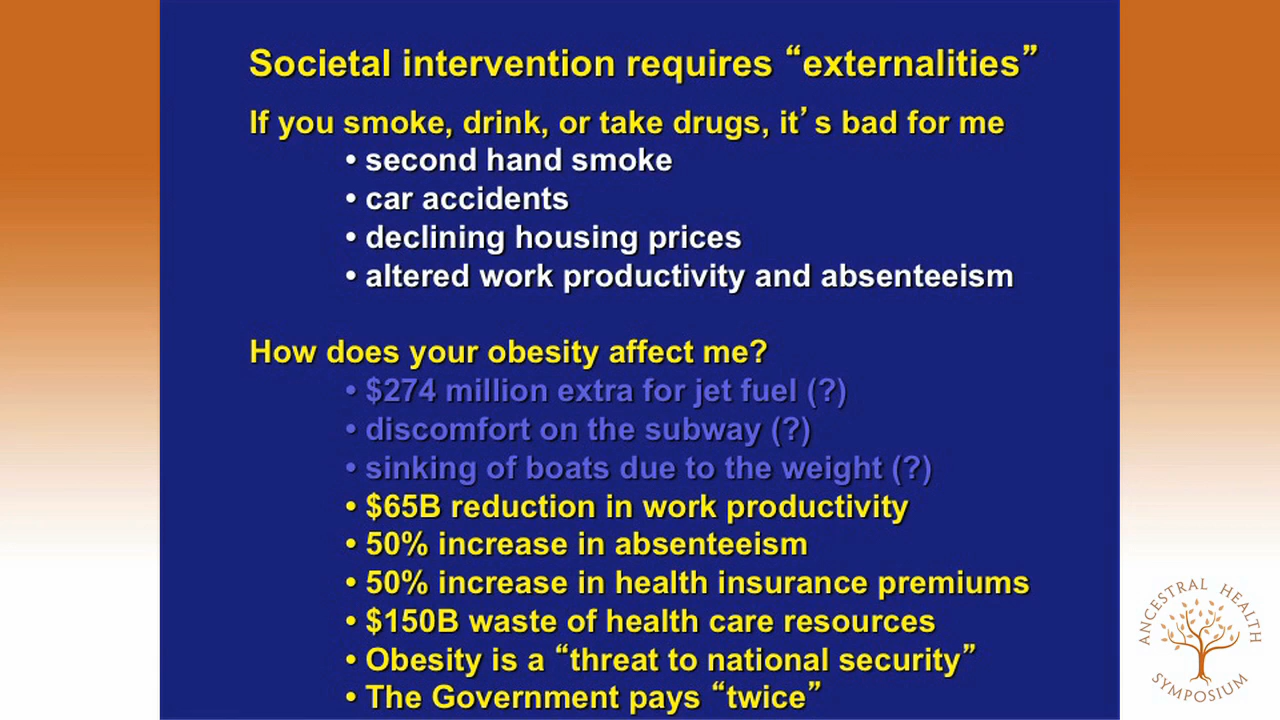 Societal intervention requires “externalities”
If you smoke, drink, or take drugs, it’s bad for me
• second hand smoke
• car accidents
• declining housing prices
• altered work productivity and absenteeism
How does your obesity affect me?
• $274 million extra for jet fuel (?)
• discomfort on the subway (?)
• sinking of boats due to the weight (?)
• $65B reduction in work productivity
• 50% increase in absenteeism
• 50% increase in health insurance premiums
• $150B waste of health care resources
• Obesity is a “threat to national security”
• The Government pays “twice”
ANCESTRAL HEALTH
SYMPOSIUM